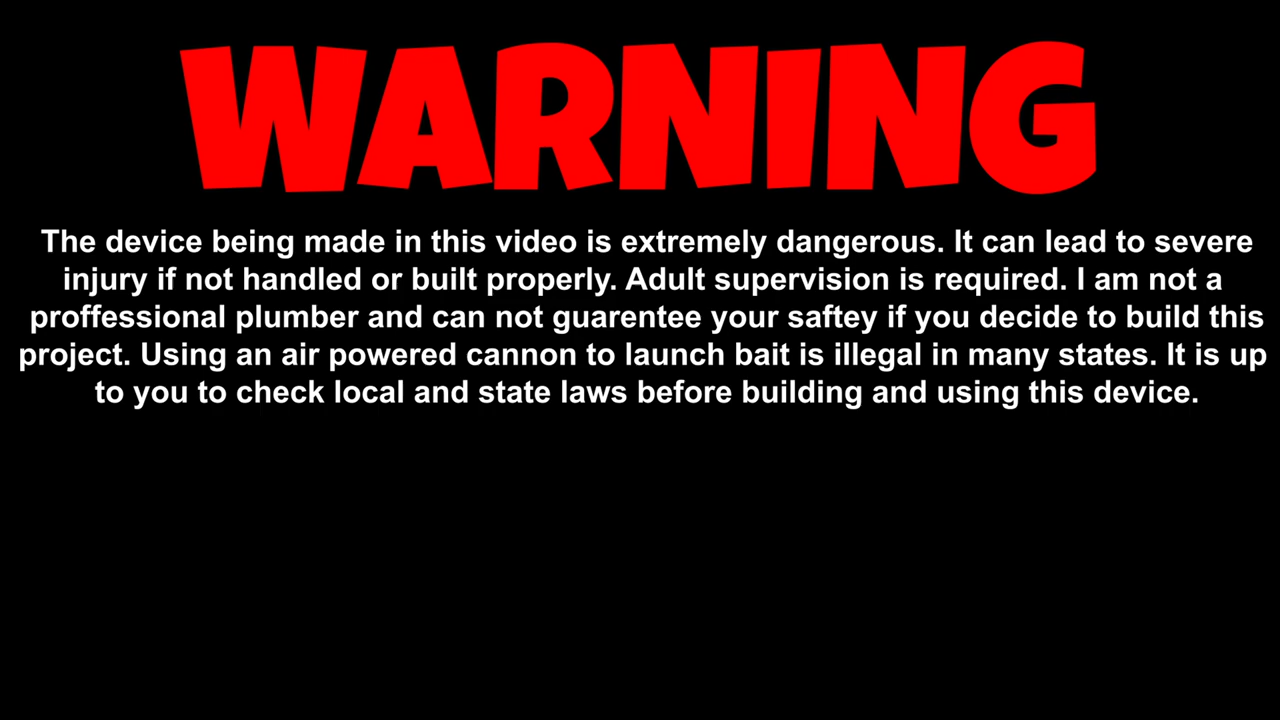 WARNING
The device being made in this video is extremely dangerous. It can lead to severe
injury if not handled or built properly. Adult supervision is required. I am not a
proffessional plumber and can not guarentee your saftey if you decide to build this
project. Using an air powered cannon to launch bait is illegal in many states. It is up
to you to check local and state laws before building and using this device.